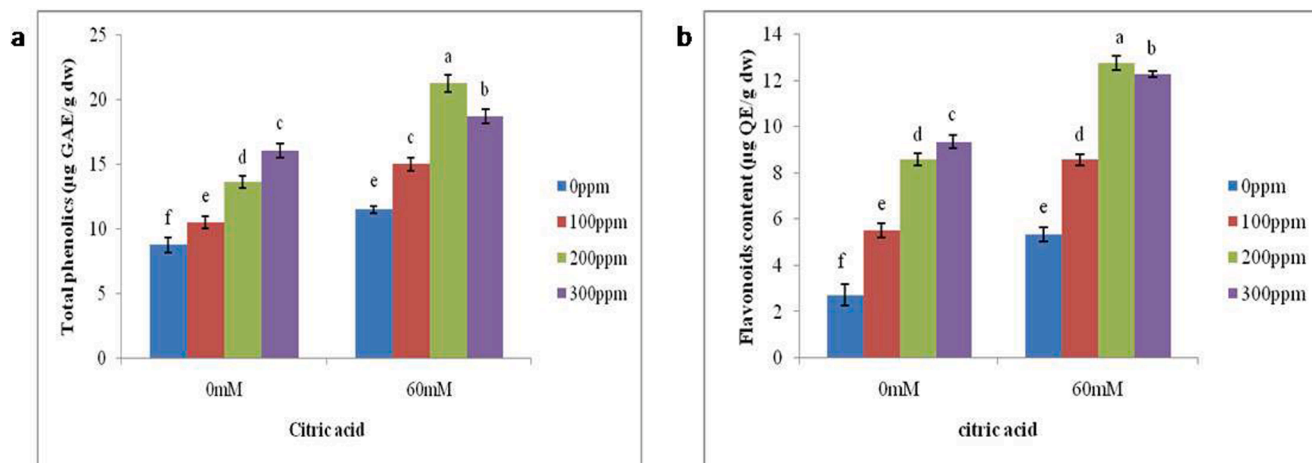 a
Total phenolics (µg GAE/g dw)
25
20
15
10
5
0
f
e
d
c
e
c
a
b
0mM
60mM
Citric acid
0ppm
100ppm
200ppm
300ppm
b
Flavonoids content (µg QE/g dw)
14
12
10
8
6
4
2
0
f
e
d
c
e
d
a
b
0mM
60mM
citric acid
0ppm
100ppm
200ppm
300ppm